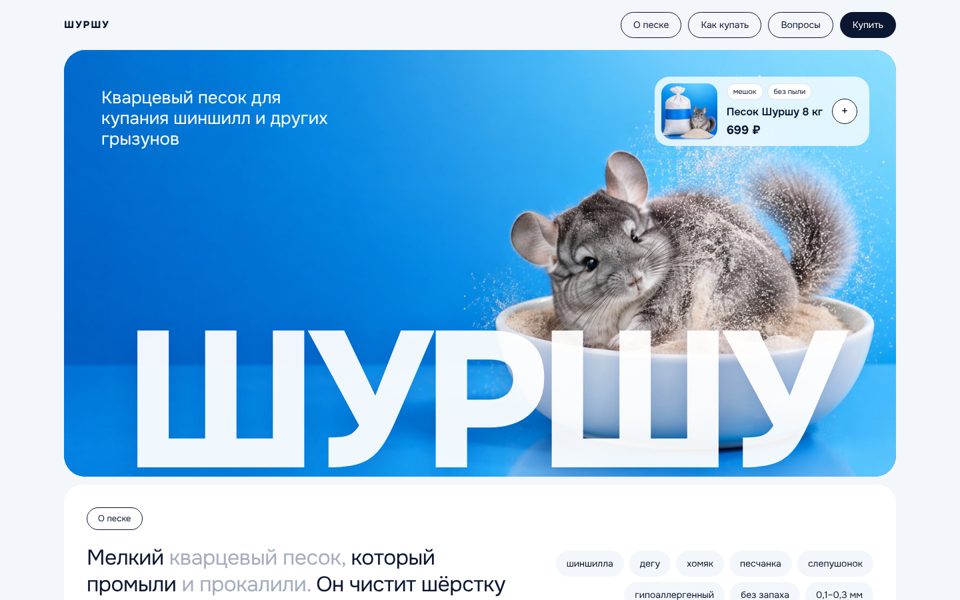 ШУРШУ
О песке
Как купать
Вопросы
Купить
Кварцевый песок для
купания шиншилл и других
грызунов
мешок
без пыли
Песок Шуршу 8 кг
699 ₽
+
ШУРШУ
О песке
Мелкий кварцевый песок, который
промыли и прокалили. Он чистит шёрстку
шиншилла
дегу
хомяк
песчанка
слепушонок
гипоаллергенный
без запаха
0,1–0,3 мм